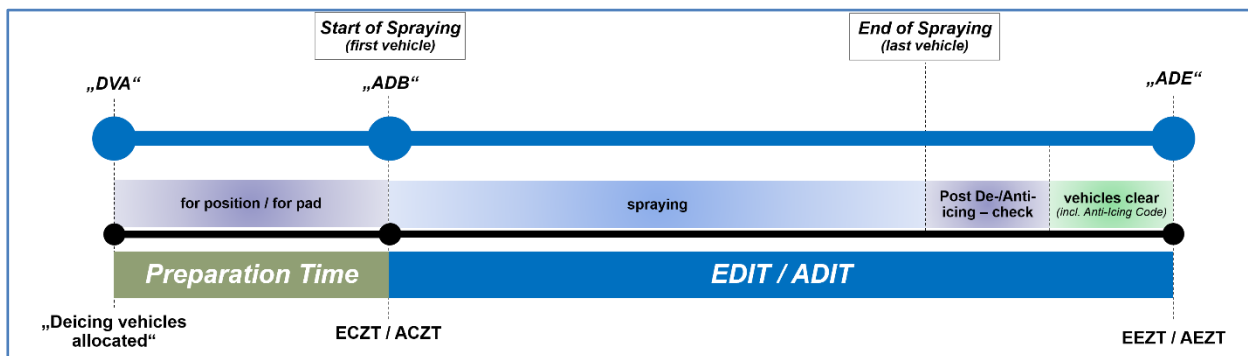 Start of Spraying
(first vehicle)
End of Spraying
(last vehicle)
„DVA“
„ADB“
„ADE“
for position / for pad
spraying
Post De-/Anti-
icing – check
vehicles clear
(incl. Anti-Icing Code)
Preparation Time
EDIT / ADIT
„Deicing vehicles
allocated“
ECZT / ACZT
EEZT / AEZT